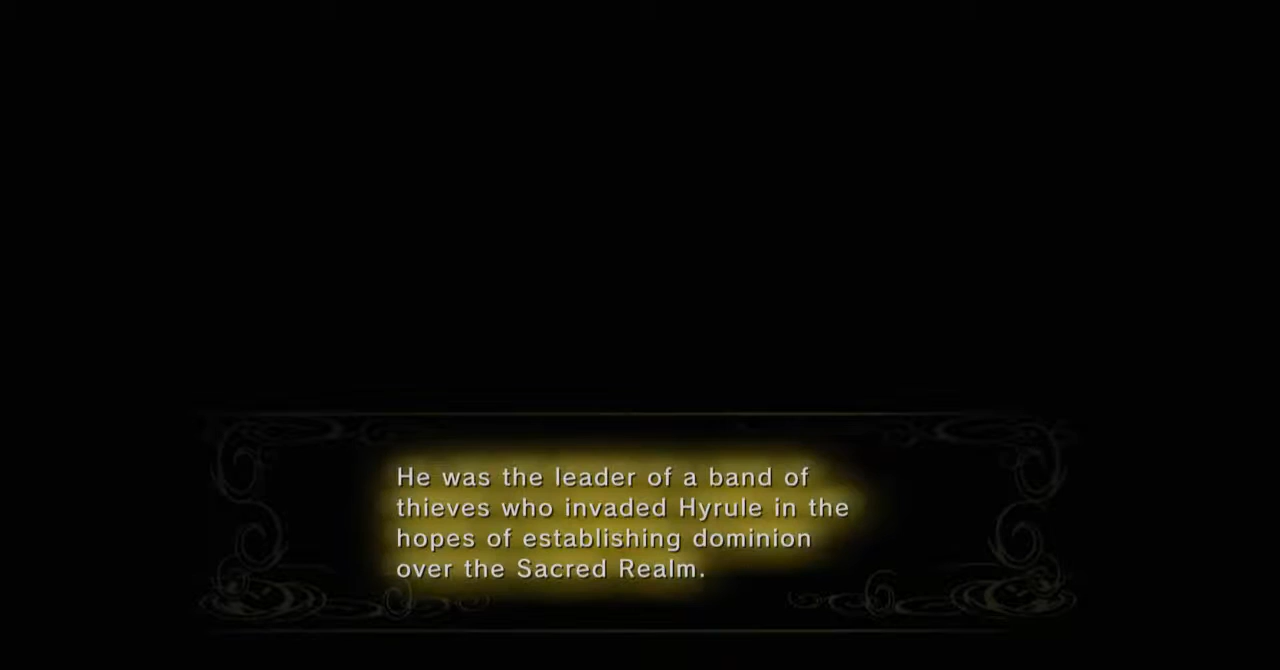 He was the leader of a band of
thieves who invaded Hyrule in the
hopes of establishing dominion
over the Sacred Realm.